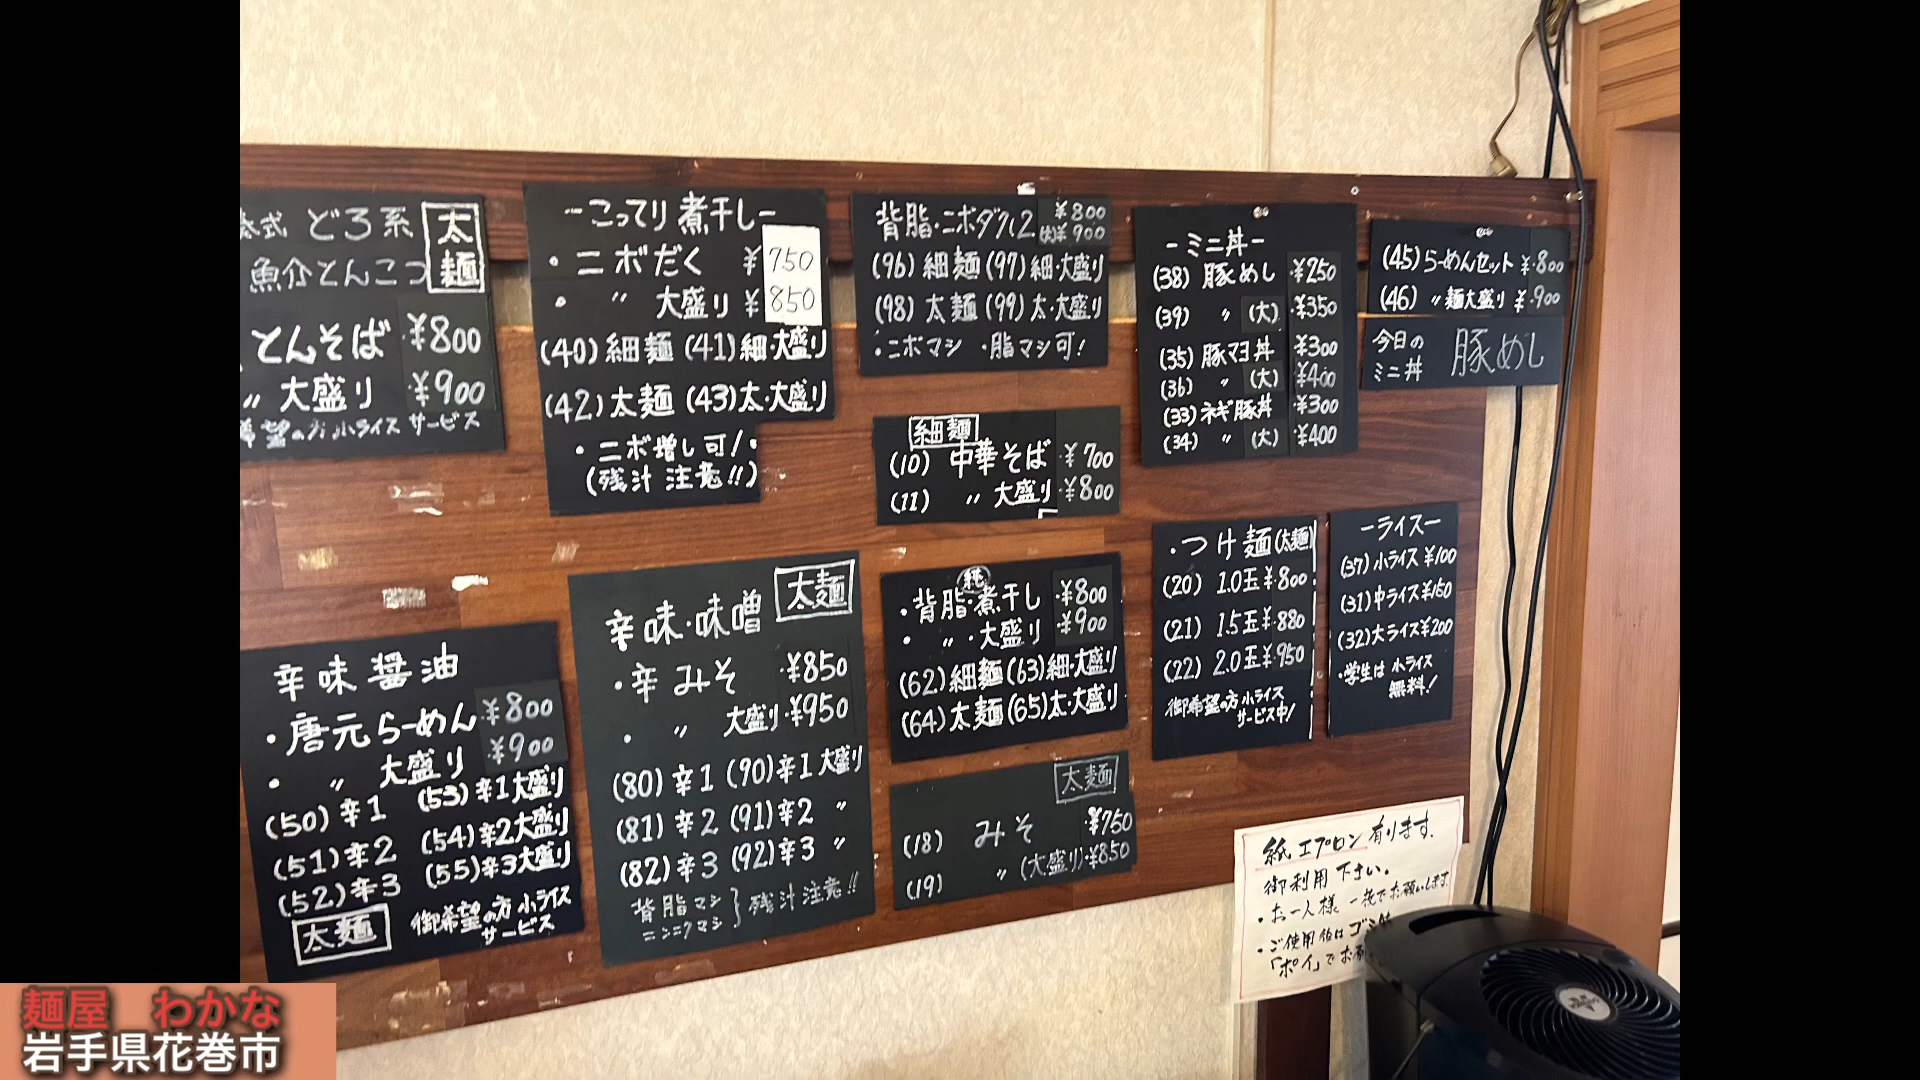 泰式 どろ系 太麺
魚介とんこつ
とんそば ¥800
〃 大盛り ¥900
希望の方小ライスサービス
-こってり煮干し-
・ニボだく ¥750
・ 〃 大盛り ¥850
(40)細麺 (41)細・大盛り
(42)太麺 (43)太・大盛り
・ニボ増し可!・
(残汁注意!!)
背脂・ニボダク12 ¥800
(大)¥900
(96)細麺(97)細・大盛り
(98)太麺(99)太・大盛り
・ニボマシ ・脂マシ可!
-ミニ丼-
(38)豚めし ¥250
(39) 〃 (大) ¥350
(35)豚マヨ丼 ¥300
(36) 〃 (大) ¥400
(33)ネギ豚丼 ¥300
(34) 〃 (大) ¥400
(45)らーめんセット ¥800
(46) 〃 麺大盛り ¥900
今日の
ミニ丼 豚めし
細麺
(10) 中華そば ¥700
(11) 〃 大盛り ¥800
辛味醤油
・唐元らーめん ¥800
・ 〃 大盛り ¥900
(50)辛1 (53)辛1大盛り
(51)辛2 (54)辛2大盛り
(52)辛3 (55)辛3大盛り
太麺 御希望の方小ライス
サービス
辛味・味噌 太麺
・辛みそ ¥850
・ 〃 大盛り ¥950
(80)辛1 (90)辛1大盛り
(81)辛2 (91)辛2 〃
(82)辛3 (92)辛3 〃
背脂マシ
ニンニクマシ }残汁注意!!
純
・背脂・煮干し ¥800
・ 〃 ・大盛り ¥900
(62)細麺(63)細・大盛り
(64)太麺(65)太・大盛り
太麺
(18) みそ ¥750
(19) 〃 (大盛り) ¥850
・つけ麺(太麺)
(20) 1.0玉 ¥800
(21) 1.5玉 ¥880
(22) 2.0玉 ¥950
御希望の方小ライス
サービス中!
-ライス-
(37)小ライス ¥100
(31)中ライス ¥150
(32)大ライス ¥200
・学生は小ライス
無料!
紙エプロン有ります。
御利用下さい。
・お一人様一枚でお願いします。
・ご使用後はゴミ
「ポイ」でお願
麺屋 わかな
岩手県花巻市